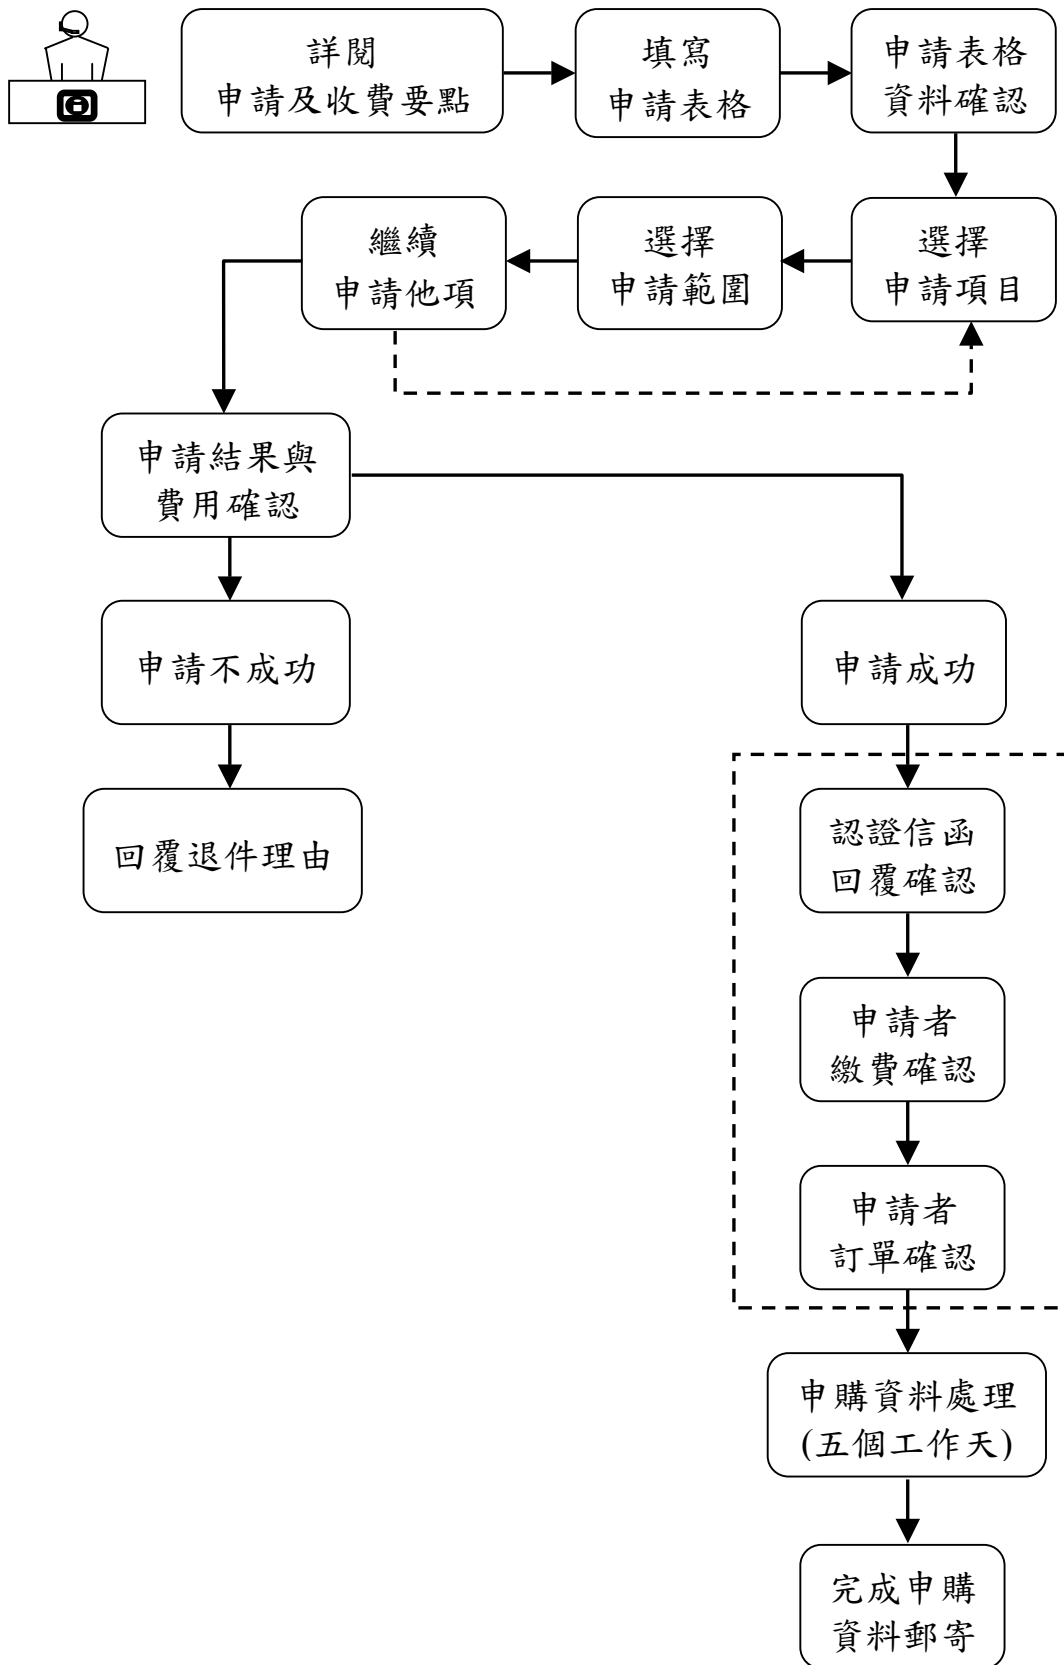 詳閱
申請及收費要點
填寫
申請表格
申請表格
資料確認
選擇
申請項目
選擇
申請範圍
繼續
申請他項
申請結果與
費用確認
申請不成功
回覆退件理由
申請成功
認證信函
回覆確認
申請者
繳費確認
申請者
訂單確認
申購資料處理
(五個工作天)
完成申購
資料郵寄